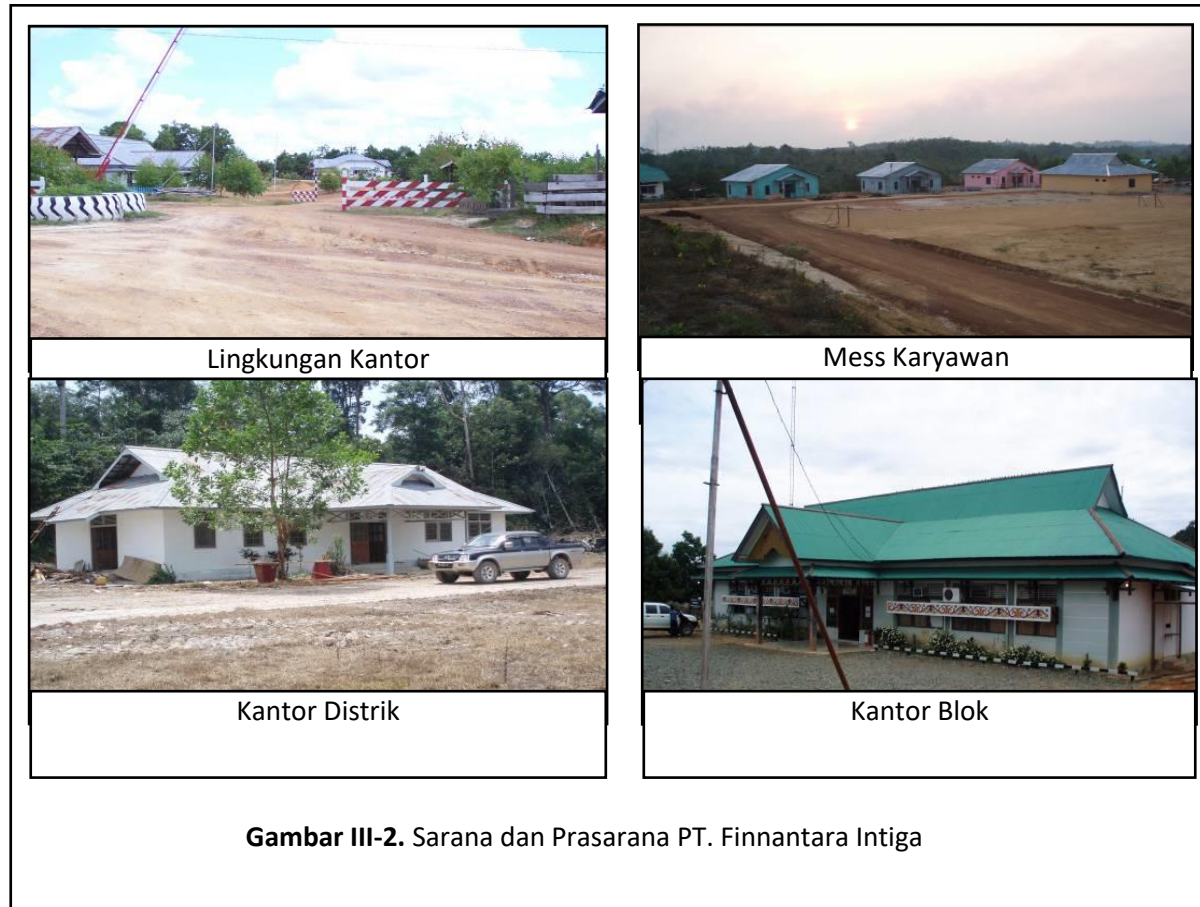 Lingkungan Kantor
Mess Karyawan
Kantor Distrik
Kantor Blok
Gambar III-2. Sarana dan Prasarana PT. Finnantara Intiga